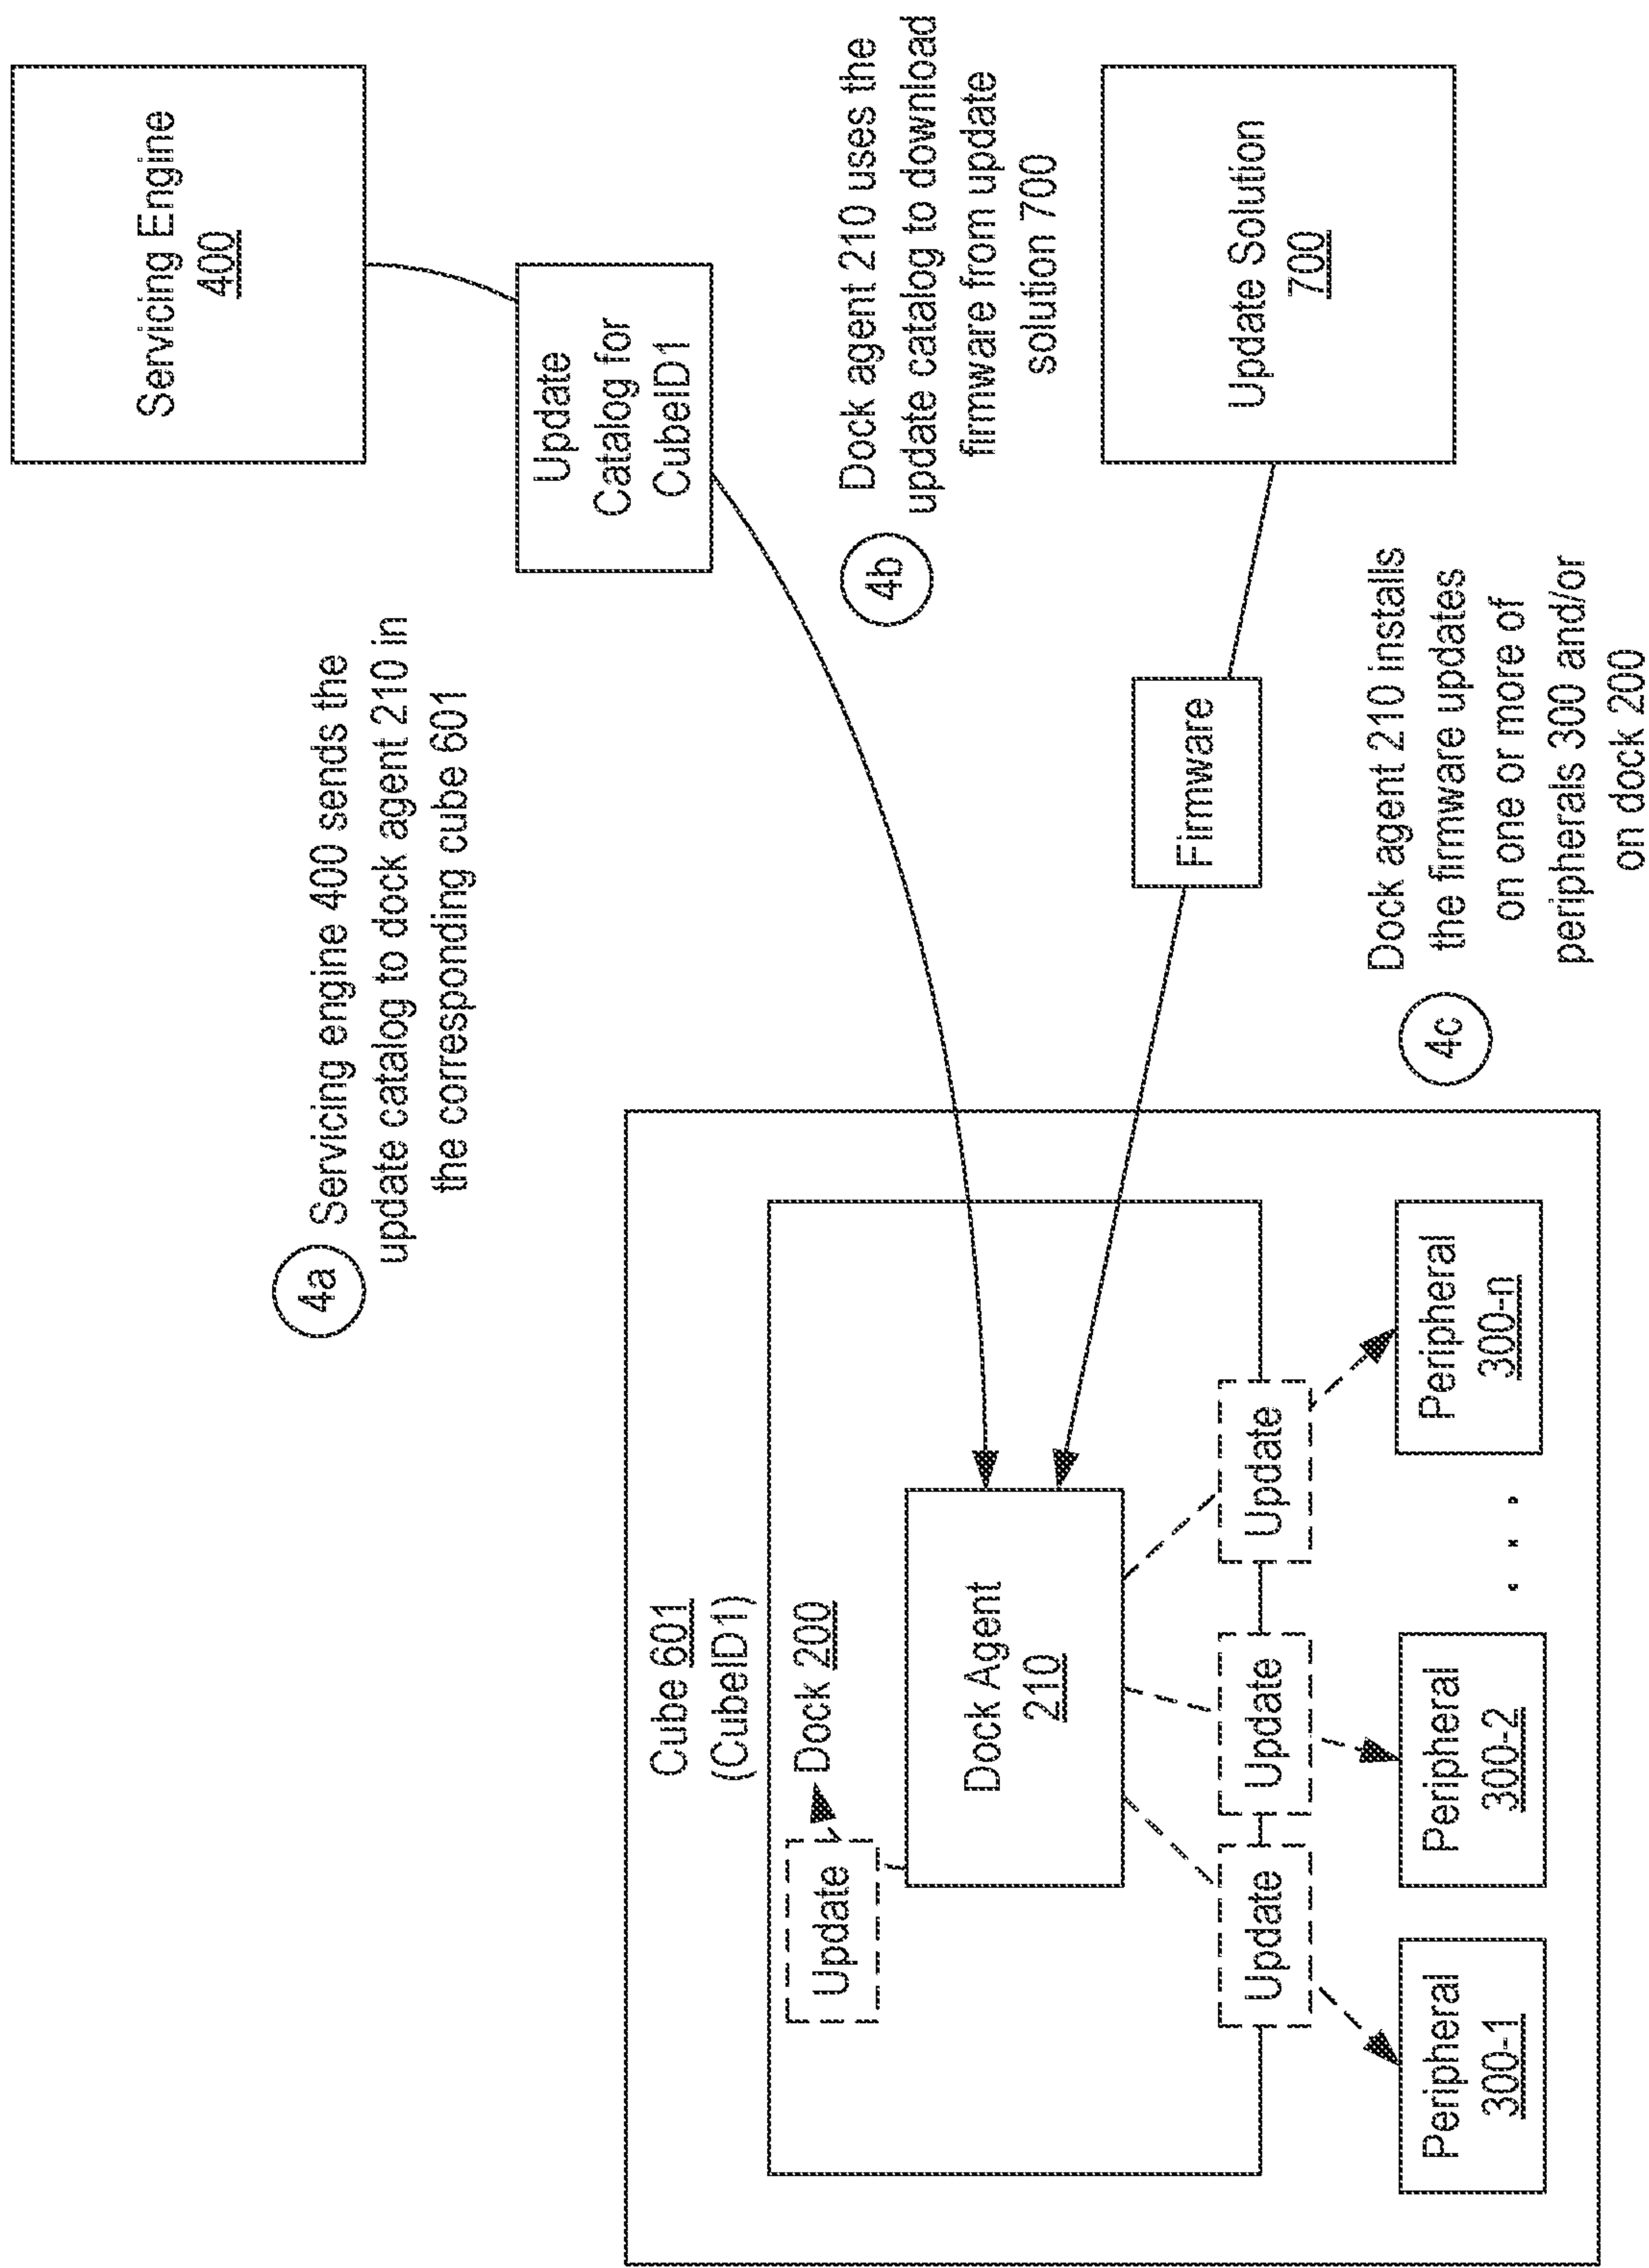 Servicing Engine
400
4a
Servicing engine 400 sends the
update catalog to dock agent 210 in
the corresponding cube 601
Update
Catalog for
CubeID1
Cube 601
(CubeID1)
Update
Dock 200
Dock Agent
210
Update
Update
Update
Peripheral
300-1
Peripheral
300-2
. . .
Peripheral
300-n
4b
Dock agent 210 uses the
update catalog to download
firmware from update
solution 700
Firmware
Update Solution
700
4c
Dock agent 210 installs
the firmware updates
on one or more of
peripherals 300 and/or
on dock 200